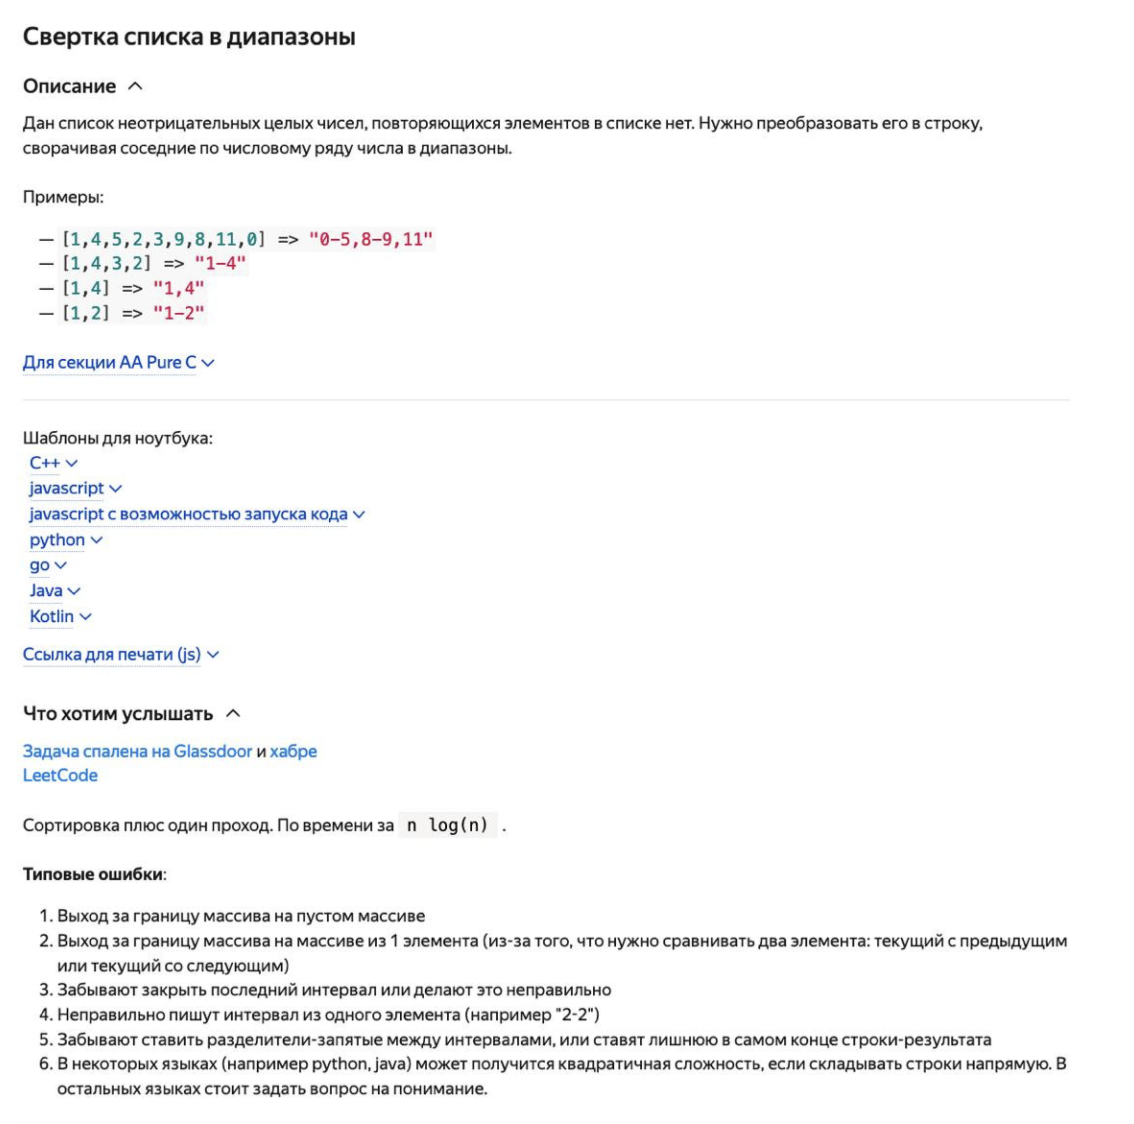 Свертка списка в диапазоны
Описание
Дан список неотрицательных целых чисел, повторяющихся элементов в списке нет. Нужно преобразовать его в строку,
сворачивая соседние по числовому ряду числа в диапазоны.
Примеры:
— [1,4,5,2,3,9,8,11,0] => "0-5,8-9,11"
— [1,4,3,2] => "1-4"
— [1,4] => "1,4"
— [1,2] => "1-2"
Для секции AA Pure C
Шаблоны для ноутбука:
C++
javascript
javascript с возможностью запуска кода
python
go
Java
Kotlin
Ссылка для печати (js)
Что хотим услышать
Задача спалена на Glassdoor и хабре
LeetCode
Сортировка плюс один проход. По времени за n log(n) .
Типовые ошибки:
1. Выход за границу массива на пустом массиве
2. Выход за границу массива на массиве из 1 элемента (из-за того, что нужно сравнивать два элемента: текущий с предыдущим
или текущий со следующим)
3. Забывают закрыть последний интервал или делают это неправильно
4. Неправильно пишут интервал из одного элемента (например "2-2")
5. Забывают ставить разделители-запятые между интервалами, или ставят лишнюю в самом конце строки-результата
6. В некоторых языках (например python, java) может получится квадратичная сложность, если складывать строки напрямую. В
остальных языках стоит задать вопрос на понимание.